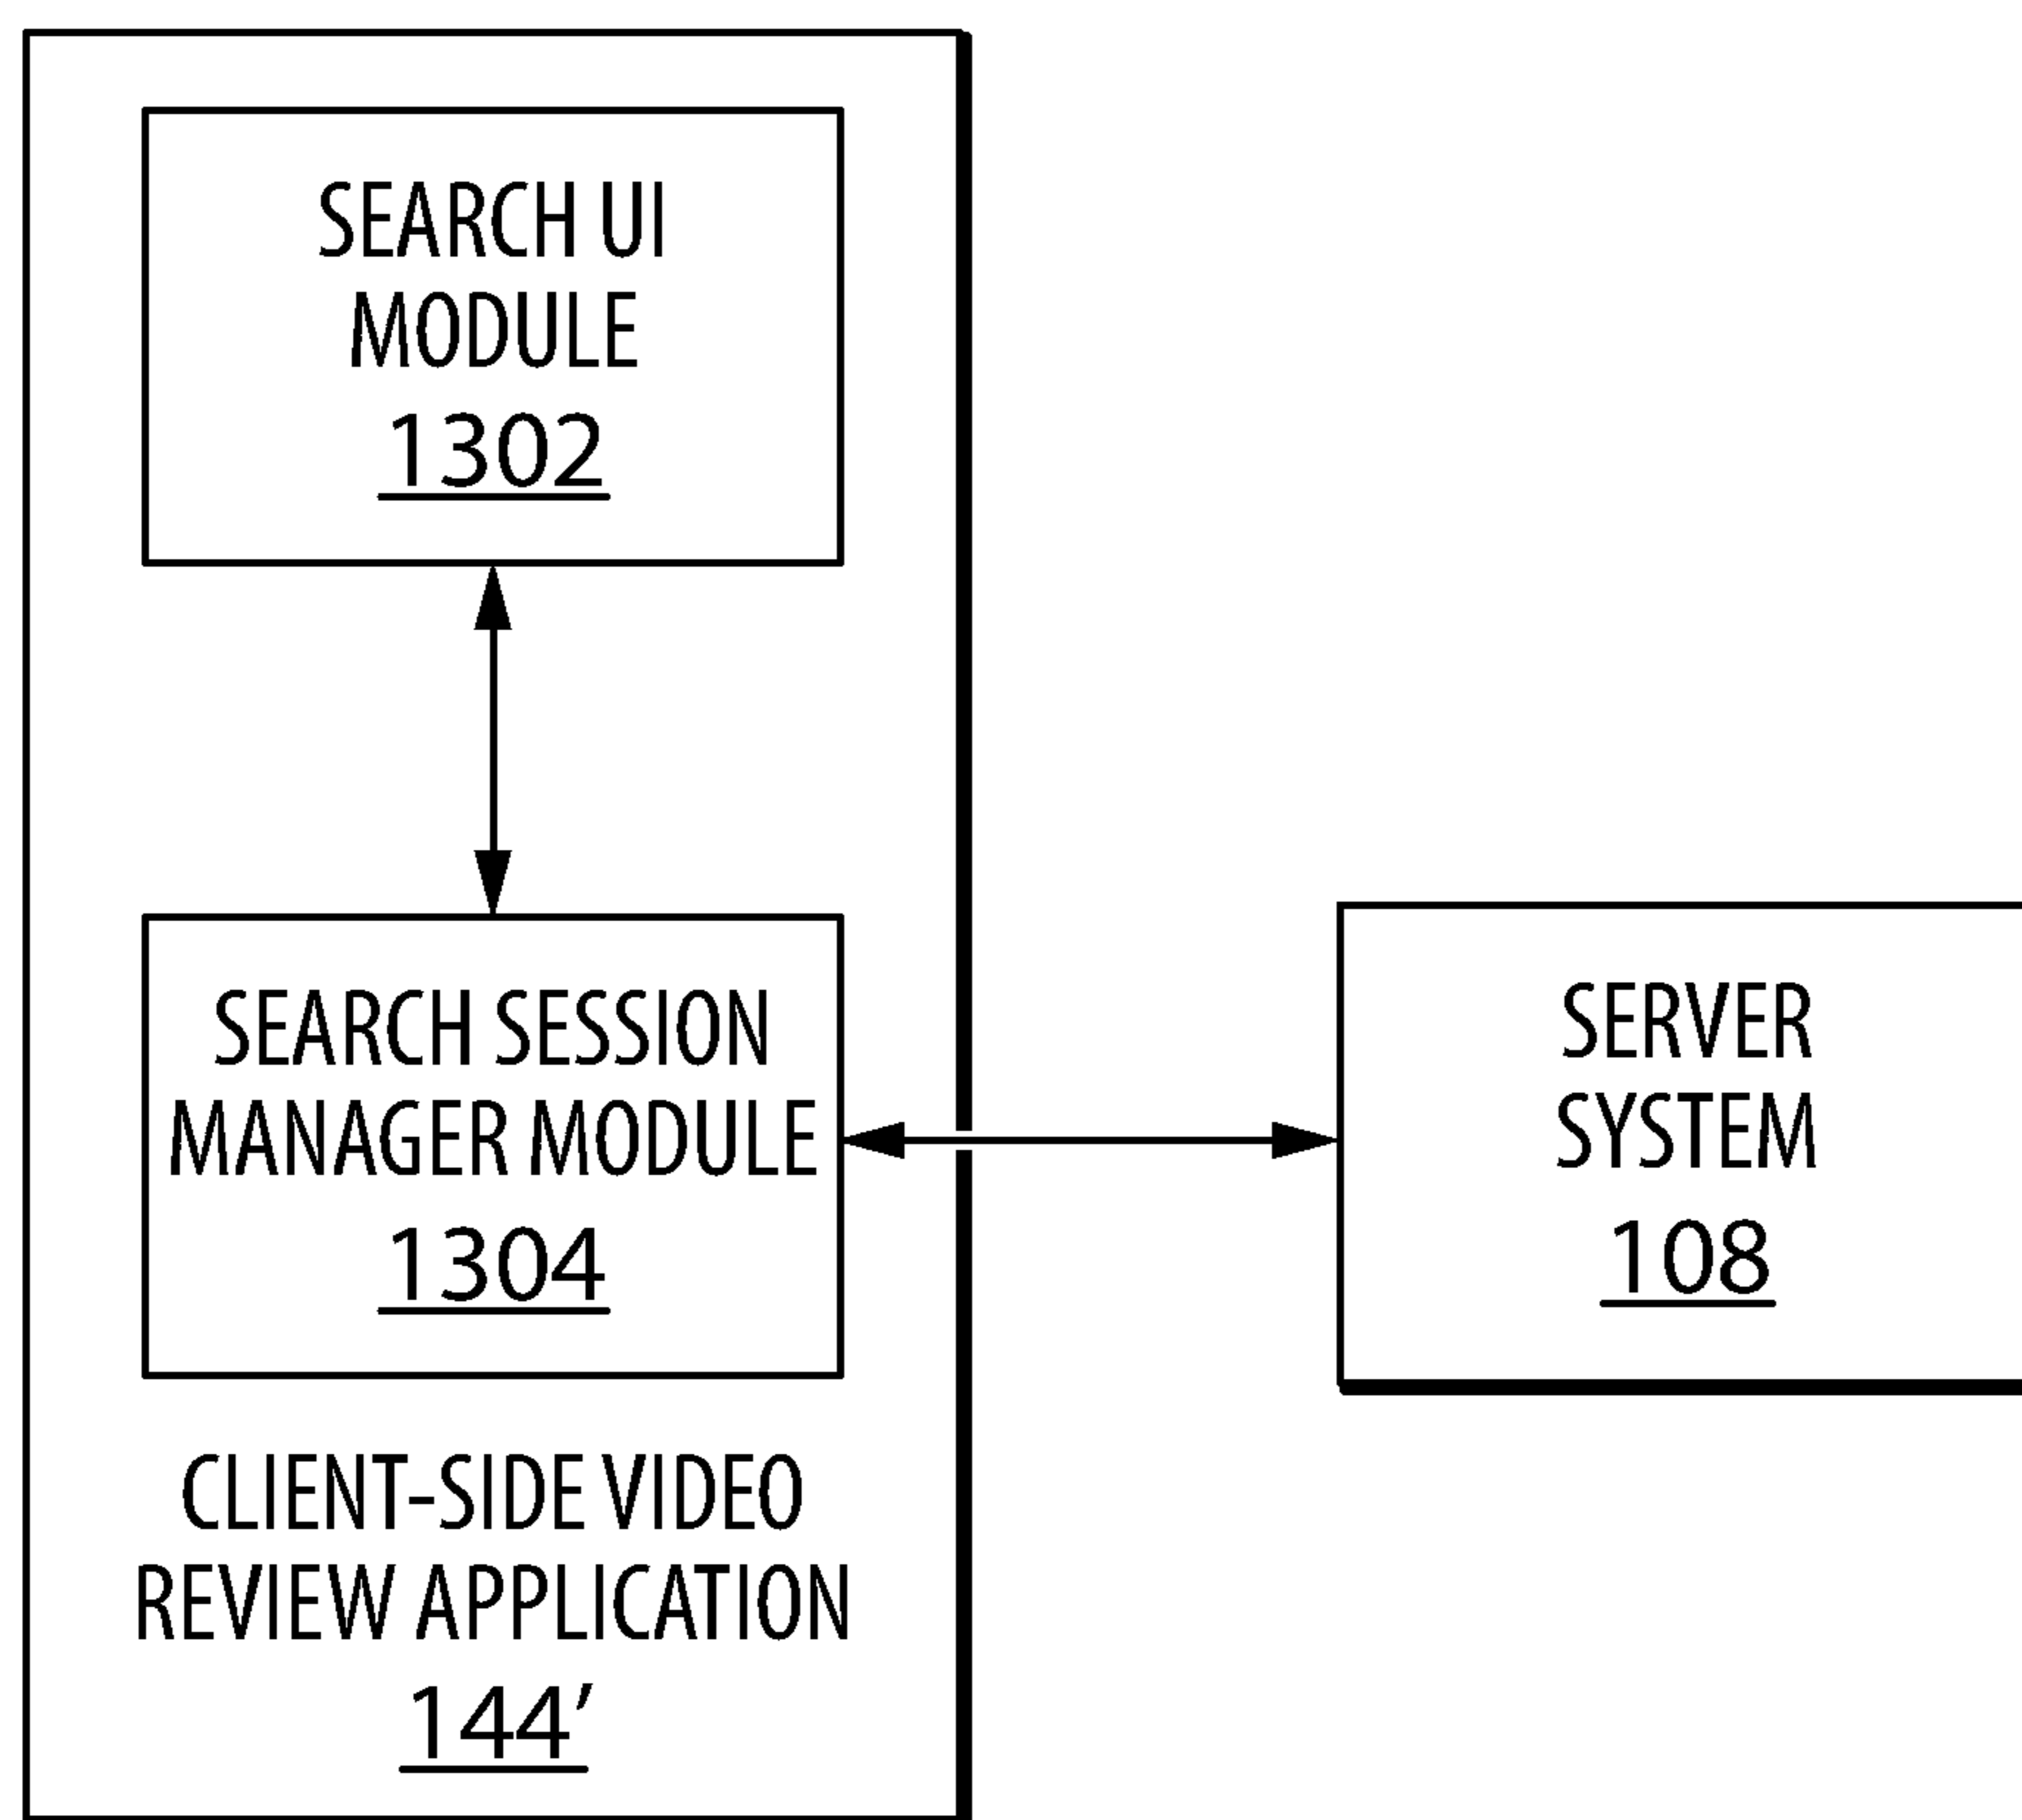 SEARCH UI
MODULE
1302
SEARCH SESSION
MANAGER MODULE
1304
CLIENT-SIDE VIDEO
REVIEW APPLICATION
144'
SERVER
SYSTEM
108